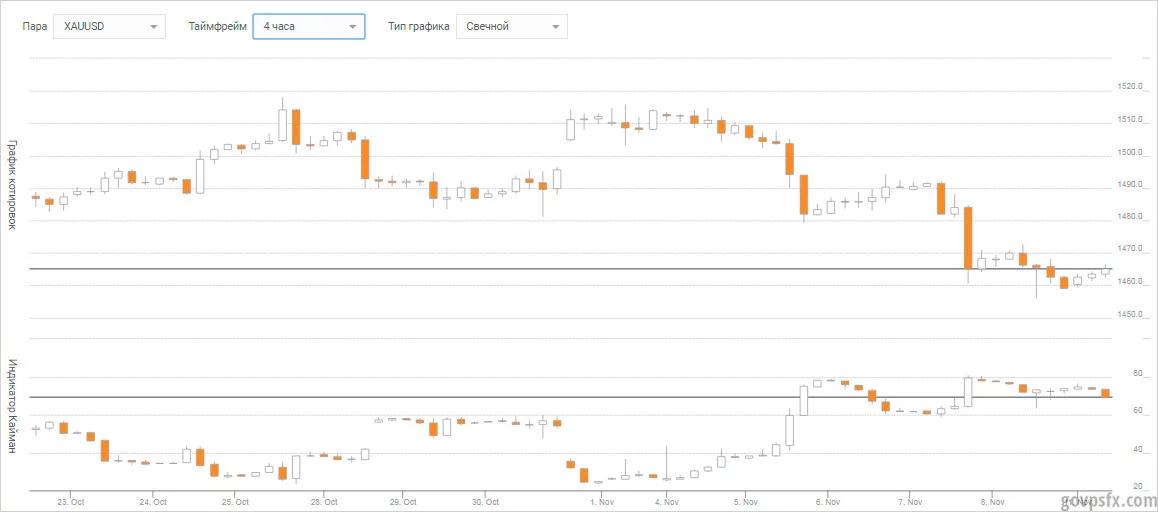 Пара XAUUSD Таймфрейм 4 часа Тип графика Свечной
График котировок
1520.0
1510.0
1500.0
1490.0
1480.0
1470.0
1460.0
1450.0
Индикатор Кайман
80
60
40
20
23. Oct 24. Oct 25. Oct 28. Oct 29. Oct 30. Oct 1. Nov 4. Nov 5. Nov 6. Nov 7. Nov 8. Nov
govpsfx.com